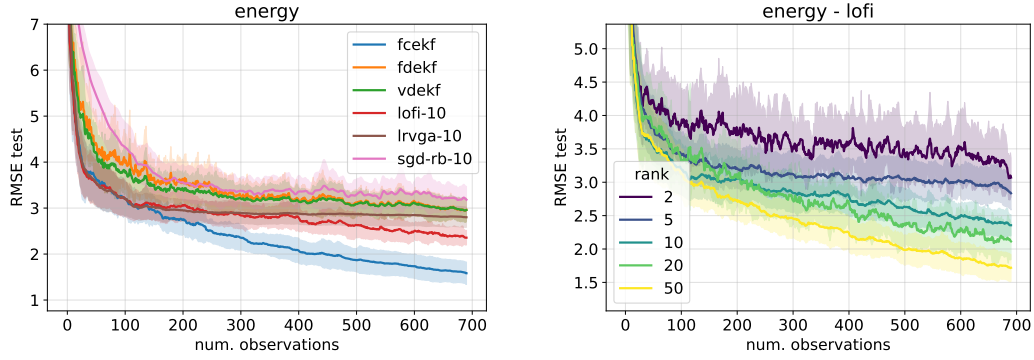 energy
RMSE test
7
6
5
4
3
2
1
fcekf
fdekf
vdekf
lofi-10
lrvga-10
sgd-rb-10
0 100 200 300 400 500 600 700
num. observations
energy - lofi
RMSE test
5.0
4.5
4.0
3.5
3.0
2.5
2.0
1.5
rank
2
5
10
20
50
0 100 200 300 400 500 600 700
num. observations